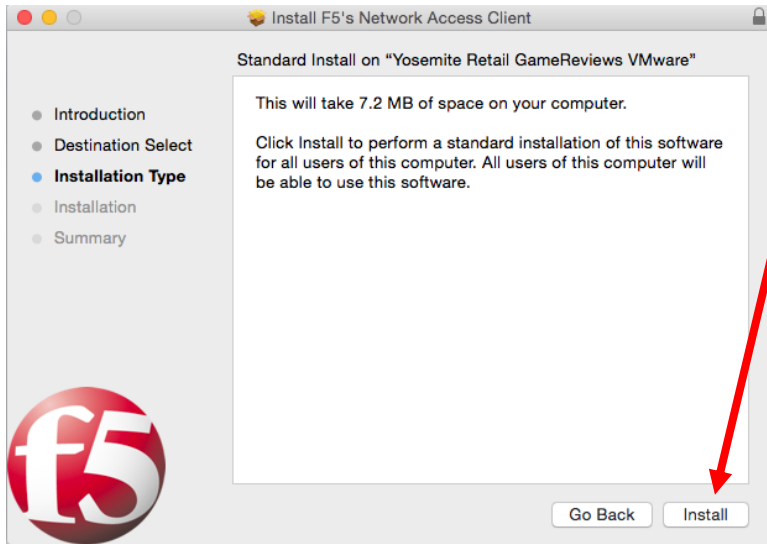 Install F5's Network Access Client
Standard Install on “Yosemite Retail GameReviews VMware”
Introduction
Destination Select
Installation Type
Installation
Summary
This will take 7.2 MB of space on your computer.
Click Install to perform a standard installation of this software
for all users of this computer. All users of this computer will
be able to use this software.
f5
Go Back
Install